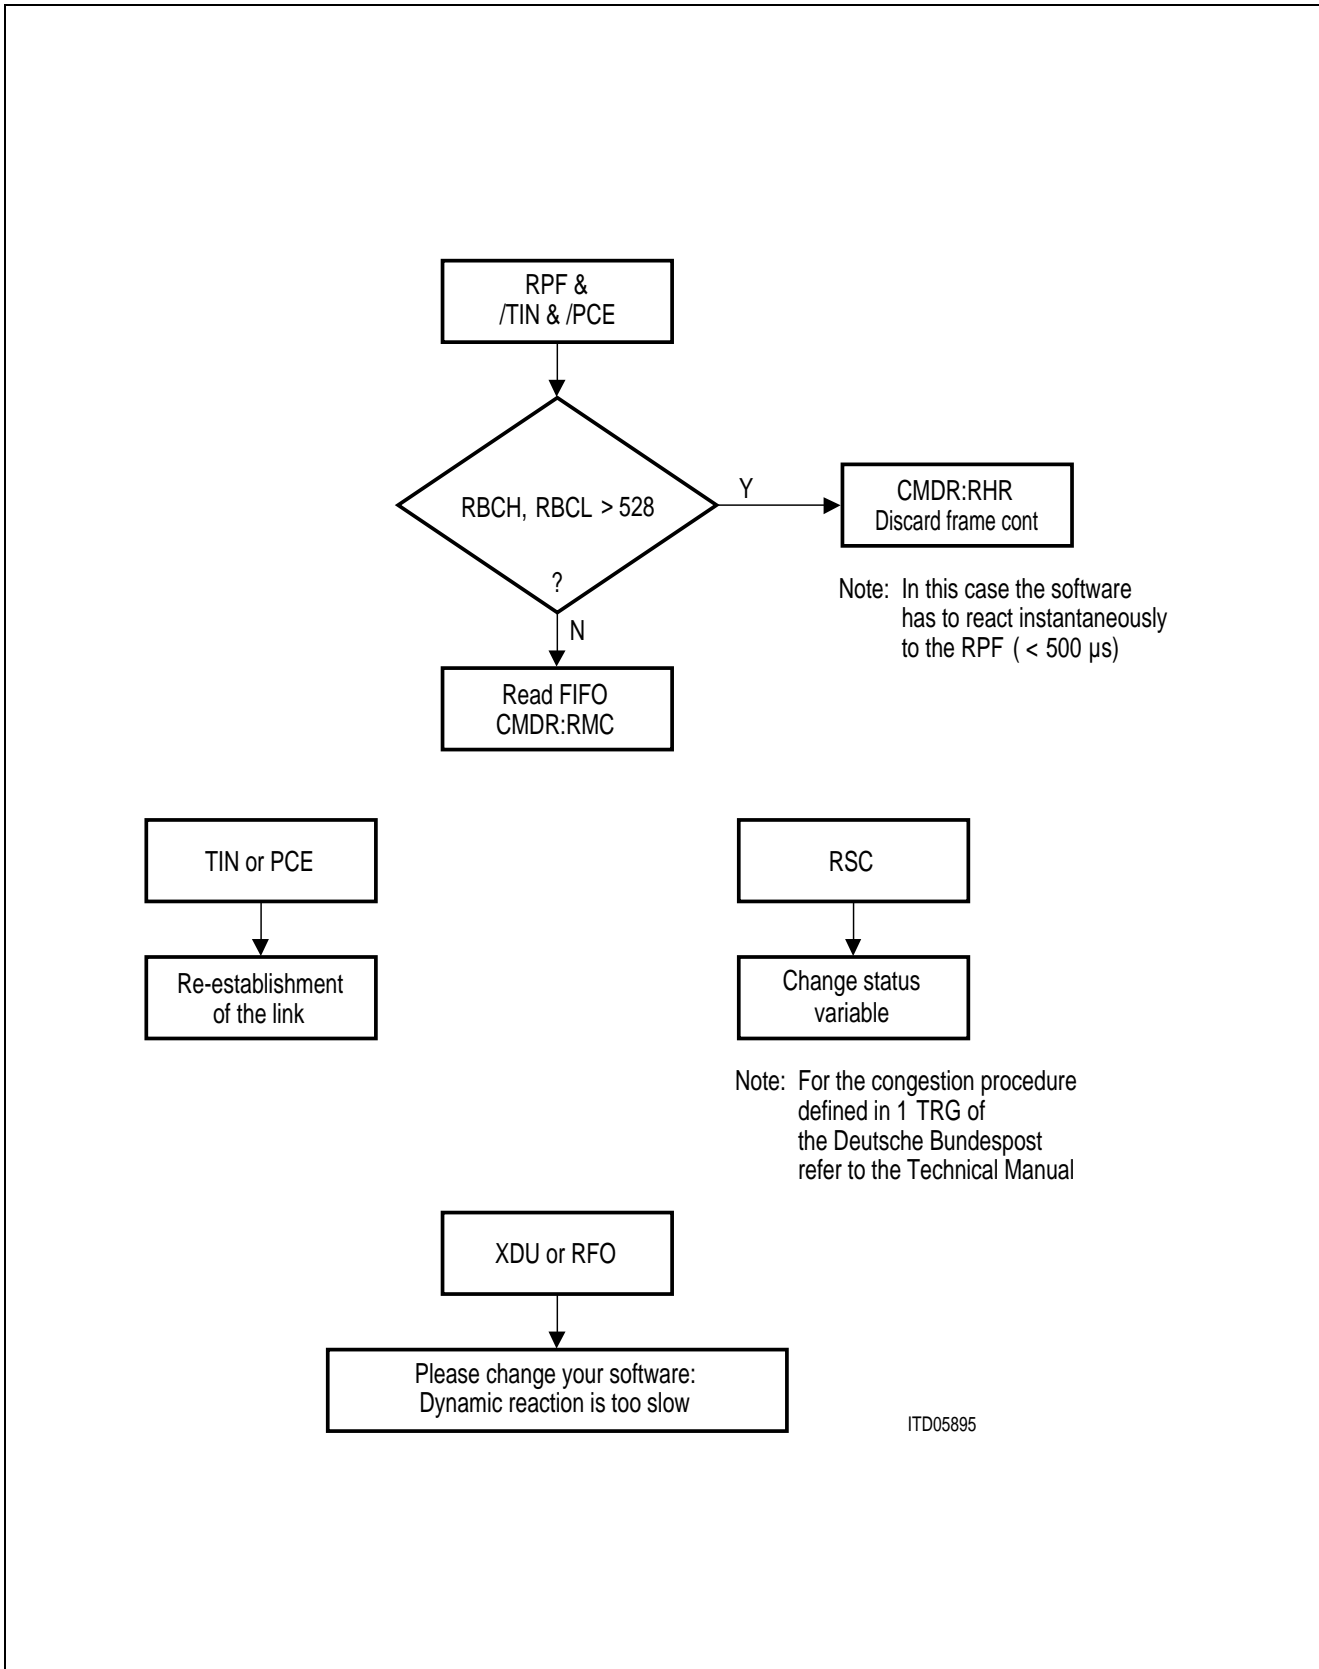 RPF &
/TIN & /PCE
RBCH, RBCL > 528
?
Y
CMDR:RHR
Discard frame cont
Note: In this case the software
has to react instantaneously
to the RPF ( < 500 µs)
N
Read FIFO
CMDR:RMC
TIN or PCE
Re-establishment
of the link
RSC
Change status
variable
Note: For the congestion procedure
defined in 1 TRG of
the Deutsche Bundespost
refer to the Technical Manual
XDU or RFO
Please change your software:
Dynamic reaction is too slow
ITD05895